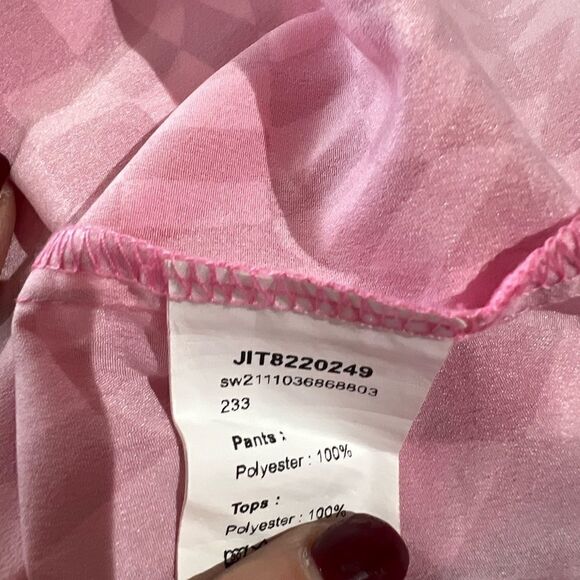 JIT8220249
sw2111036868803
233
Pants :
Polyester : 100%
Tops :
Polyester : 100%